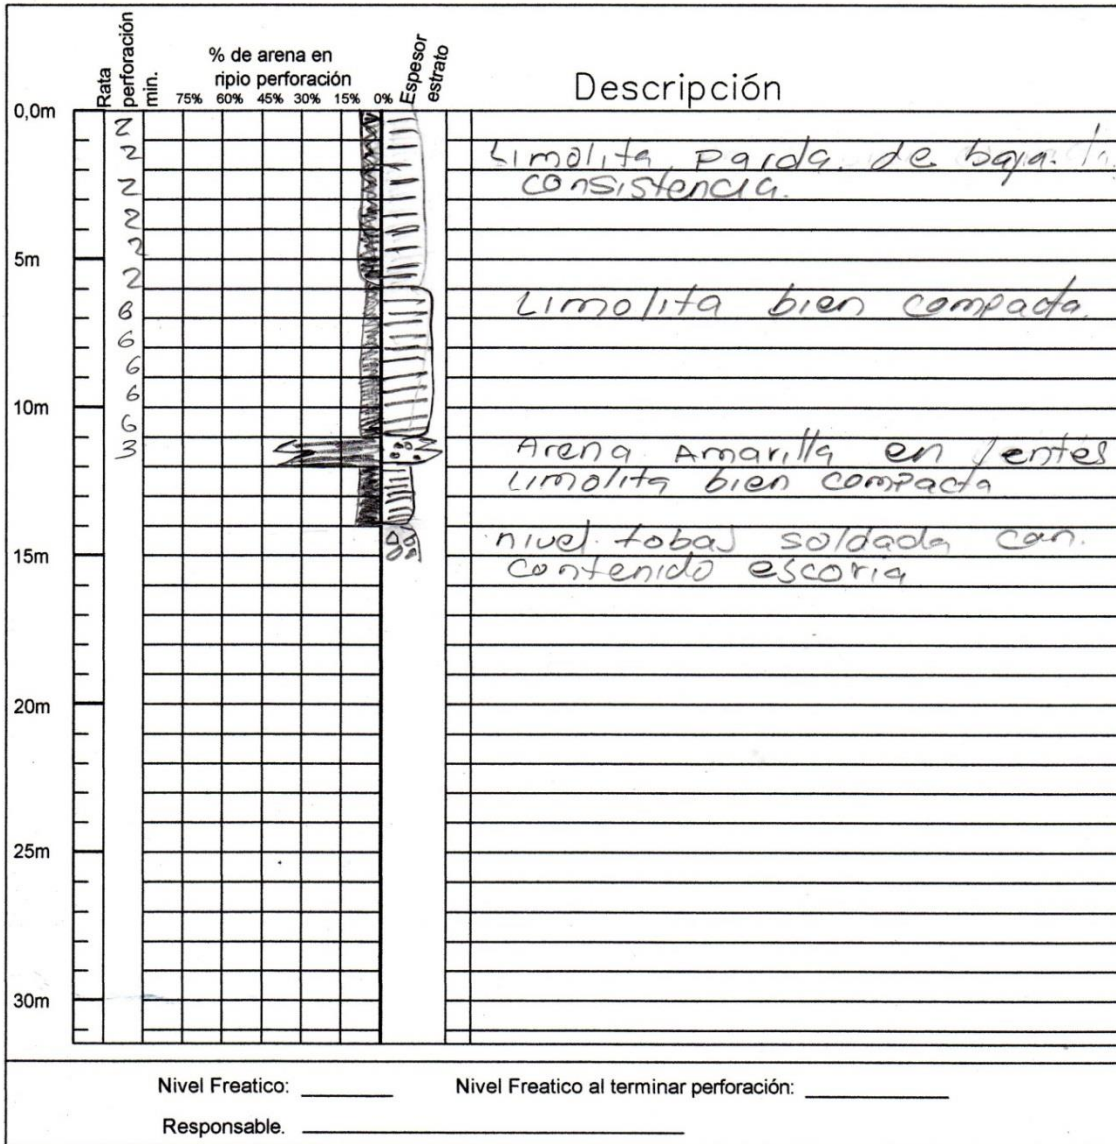 Rata
perforación
min.
% de arena en
ripio perforación
75% 60% 45% 30% 15% 0%
Espesor
estrato
Descripción
0,0m
2
2
Limolita parda de baja
consistencia.
2
2
2
5m
2
6
Limolita bien compacta.
6
6
6
10m
6
3
Arena Amarilla en lentes
Limolita bien compacta
nivel tobas soldada con.
15m
contenido escoria
20m
25m
30m
Nivel Freatico: Nivel Freatico al terminar perforación:
Responsable.